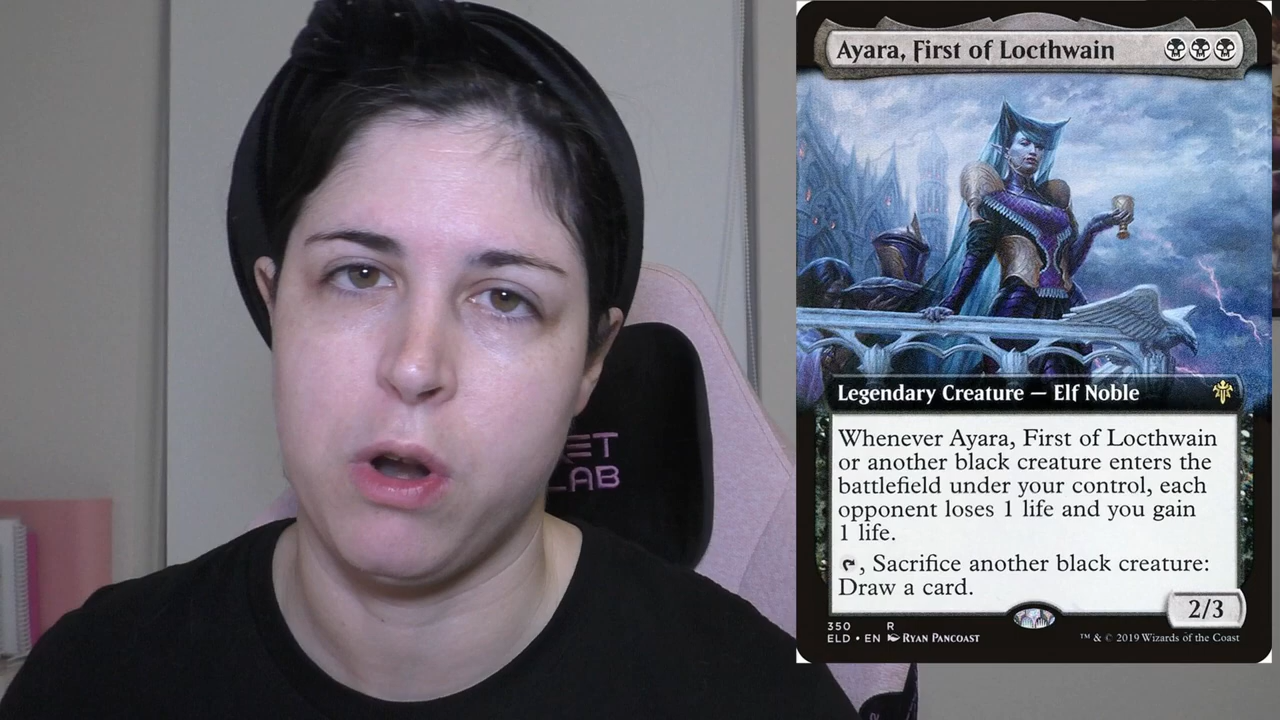 Ayara, First of Locthwain
Legendary Creature — Elf Noble
Whenever Ayara, First of Locthwain
or another black creature enters the
battlefield under your control, each
opponent loses 1 life and you gain
1 life.
, Sacrifice another black creature:
Draw a card.
2/3
350 R
ELD • EN RYAN PANCOAST
™ & © 2019 Wizards of the Coast
LAB